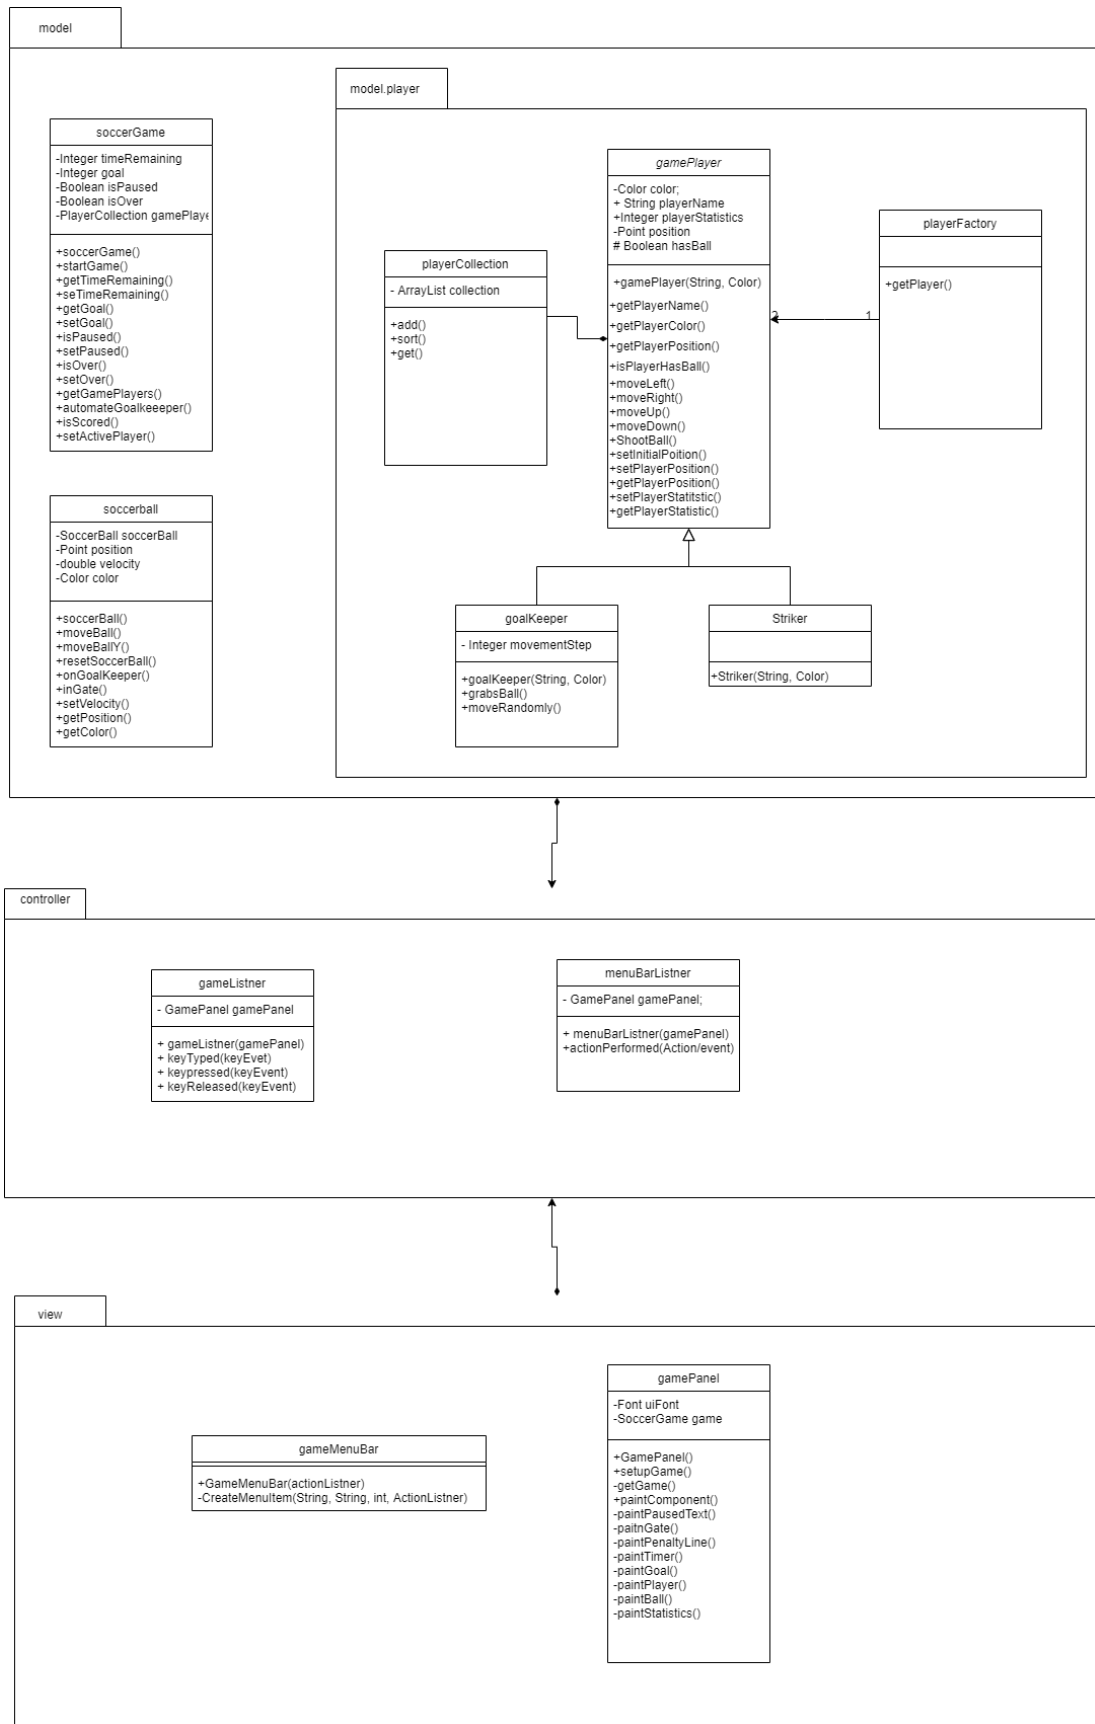 model
model.player
soccerGame
-Integer timeRemaining
-Integer goal
-Boolean isPaused
-Boolean isOver
-PlayerCollection gamePlaye
+soccerGame()
+startGame()
+getTimeRemaining()
+seTimeRemaining()
+getGoal()
+setGoal()
+isPaused()
+setPaused()
+isOver()
+setOver()
+getGamePlayers()
+automateGoalkeeeper()
+isScored()
+setActivePlayer()
soccerball
-SoccerBall soccerBall
-Point position
-double velocity
-Color color
+soccerBall()
+moveBall()
+moveBallY()
+resetSoccerBall()
+onGoalKeeper()
+inGate()
+setVelocity()
+getPosition()
+getColor()
playerCollection
- ArrayList collection
+add()
+sort()
+get()
gamePlayer
-Color color;
+ String playerName
+Integer playerStatistics
-Point position
# Boolean hasBall
+gamePlayer(String, Color)
+getPlayerName()
+getPlayerColor()
+getPlayerPosition()
+isPlayerHasBall()
+moveLeft()
+moveRight()
+moveUp()
+moveDown()
+ShootBall()
+setInitialPoition()
+setPlayerPosition()
+getPlayerPosition()
+setPlayerStatitstic()
+getPlayerStatistic()
2
1
playerFactory
+getPlayer()
goalKeeper
- Integer movementStep
+goalKeeper(String, Color)
+grabsBall()
+moveRandomly()
Striker
+Striker(String, Color)
controller
gameListner
- GamePanel gamePanel
+ gameListner(gamePanel)
+ keyTyped(keyEvet)
+ keypressed(keyEvent)
+ keyReleased(keyEvent)
menuBarListner
- GamePanel gamePanel;
+ menuBarListner(gamePanel)
+actionPerformed(Action/event)
view
gameMenuBar
+GameMenuBar(actionListner)
-CreateMenuItem(String, String, int, ActionListner)
gamePanel
-Font uiFont
-SoccerGame game
+GamePanel()
+setupGame()
-getGame()
+paintComponent()
-paintPausedText()
-paitnGate()
-paintPenaltyLine()
-paintTimer()
-paintGoal()
-paintPlayer()
-paintBall()
-paintStatistics()